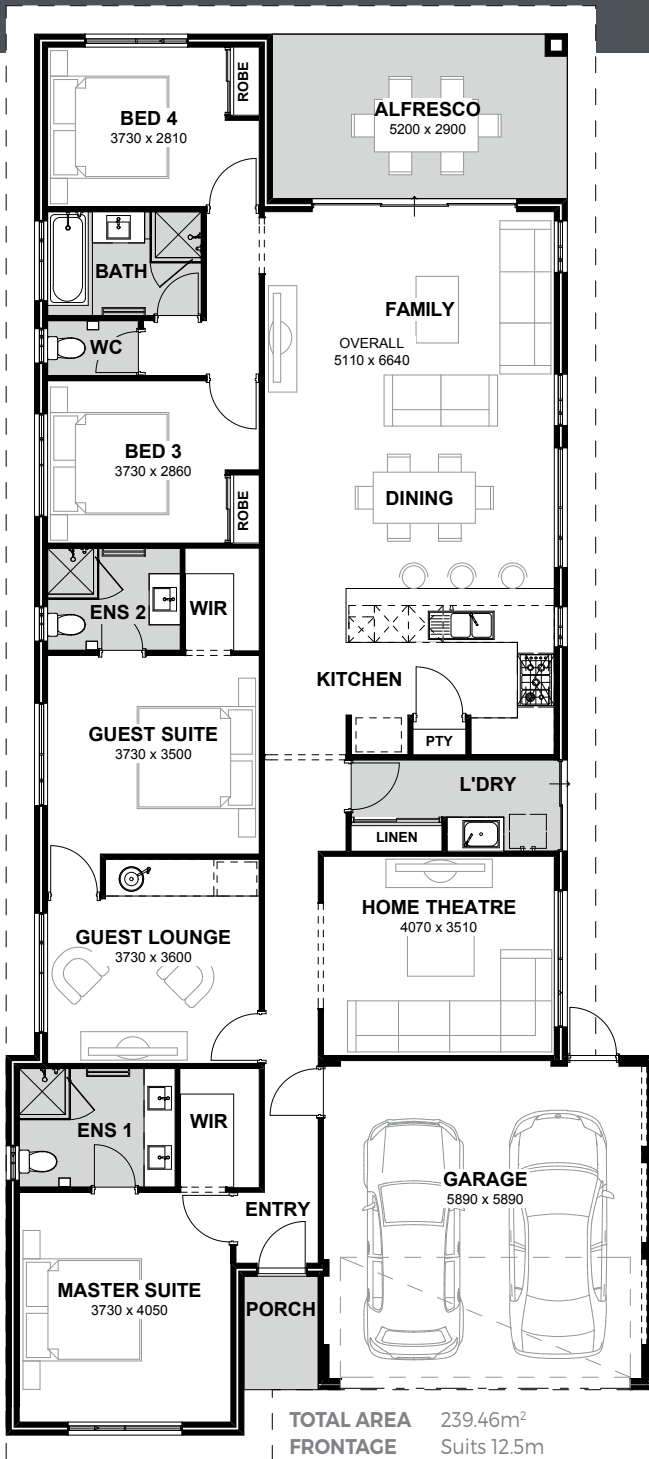 ROBE
BED 4
3730 x 2810
ALFRESCO
5200 x 2900
BATH
FAMILY
OVERALL
5110 x 6640
WC
BED 3
3730 x 2860
ROBE
DINING
ENS 2
WIR
KITCHEN
GUEST SUITE
3730 x 3500
PTY
L'DRY
LINEN
HOME THEATRE
4070 x 3510
GUEST LOUNGE
3730 x 3600
ENS 1
WIR
GARAGE
5890 x 5890
ENTRY
MASTER SUITE
3730 x 4050
PORCH
TOTAL AREA 239.46m²
FRONTAGE Suits 12.5m